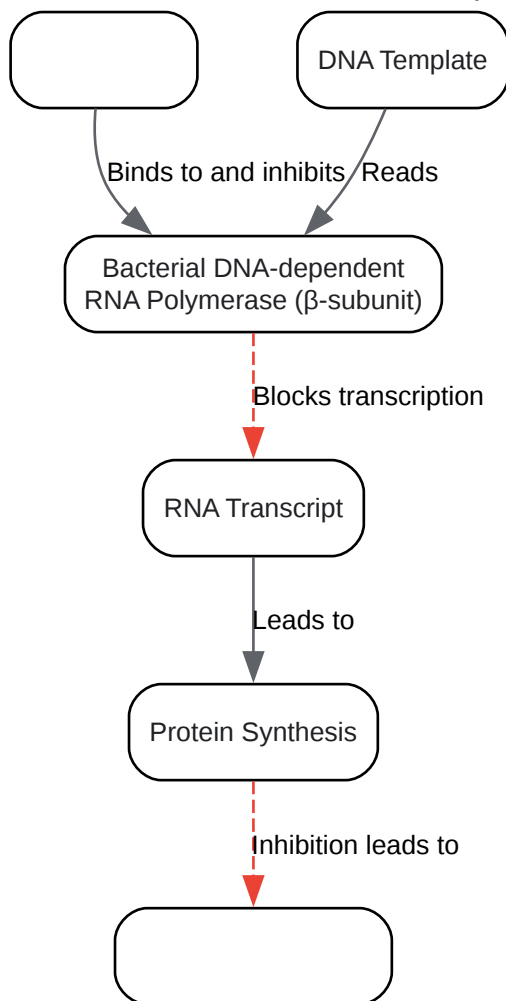 DNA Template
Binds to and inhibits
Reads
Bacterial DNA-dependent
RNA Polymerase (β-subunit)
Blocks transcription
RNA Transcript
Leads to
Protein Synthesis
Inhibition leads to